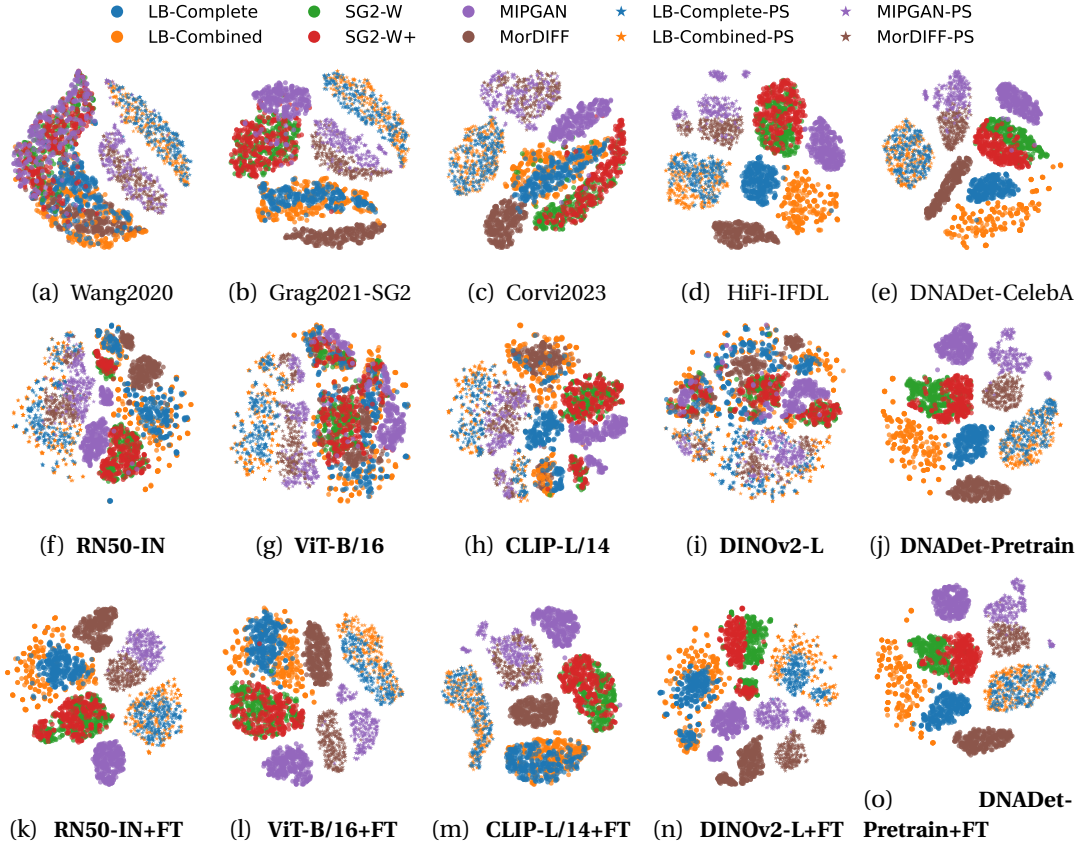 LB-Complete SG2-W MIPGAN LB-Complete-PS MIPGAN-PS
LB-Combined SG2-W+ MorDIFF LB-Combined-PS MorDIFF-PS
(a) Wang2020 (b) Grag2021-SG2 (c) Corvi2023 (d) HiFi-IFDL (e) DNADet-CelebA
(f) RN50-IN (g) ViT-B/16 (h) CLIP-L/14 (i) DINOv2-L (j) DNADet-Pretrain
(k) RN50-IN+FT (l) ViT-B/16+FT (m) CLIP-L/14+FT (n) DINOv2-L+FT (o) DNADet-
Pretrain+FT